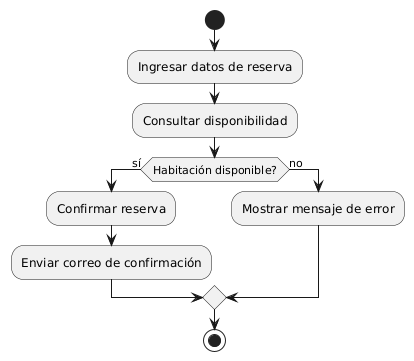 Ingresar datos de reserva
Consultar disponibilidad
sí
Habitación disponible?
no
Confirmar reserva
Mostrar mensaje de error
Enviar correo de confirmación